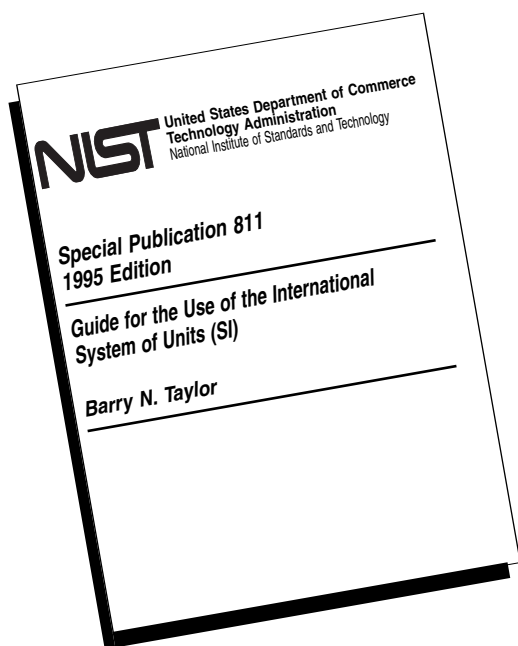 NIST
United States Department of Commerce
Technology Administration
National Institute of Standards and Technology
Special Publication 811
1995 Edition
Guide for the Use of the International
System of Units (SI)
Barry N. Taylor